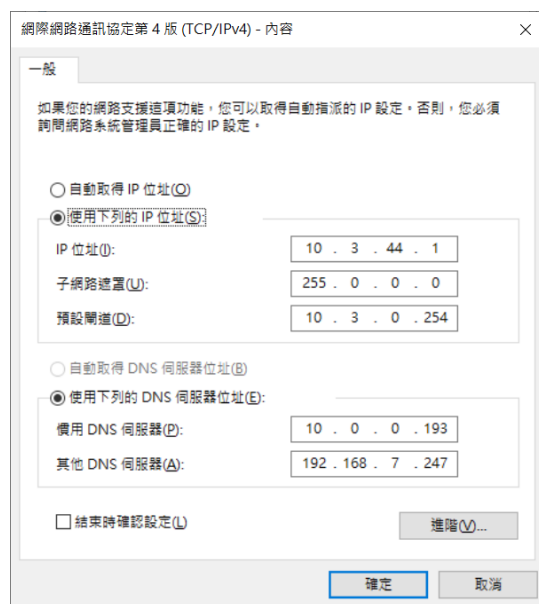 網際網路通訊協定第 4 版 (TCP/IPv4) - 內容
一般
如果您的網路支援這項功能，您可以取得自動指派的 IP 設定。否則，您必須
詢問網路系統管理員正確的 IP 設定。
自動取得 IP 位址(O)
使用下列的 IP 位址(S):
IP 位址(I): 10 . 3 . 44 . 1
子網路遮罩(U): 255 . 0 . 0 . 0
預設閘道(D): 10 . 3 . 0 . 254
自動取得 DNS 伺服器位址(B)
使用下列的 DNS 伺服器位址(E):
慣用 DNS 伺服器(P): 10 . 0 . 0 . 193
其他 DNS 伺服器(A): 192 . 168 . 7 . 247
結束時確認設定(L)
進階(V)...
確定
取消